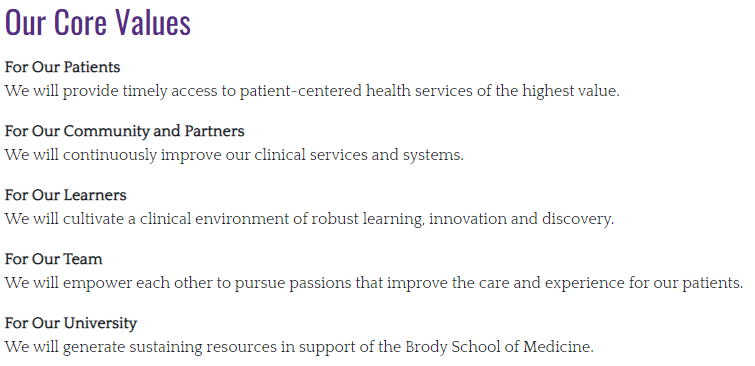 Our Core Values
For Our Patients
We will provide timely access to patient-centered health services of the highest value.
For Our Community and Partners
We will continuously improve our clinical services and systems.
For Our Learners
We will cultivate a clinical environment of robust learning, innovation and discovery.
For Our Team
We will empower each other to pursue passions that improve the care and experience for our patients.
For Our University
We will generate sustaining resources in support of the Brody School of Medicine.